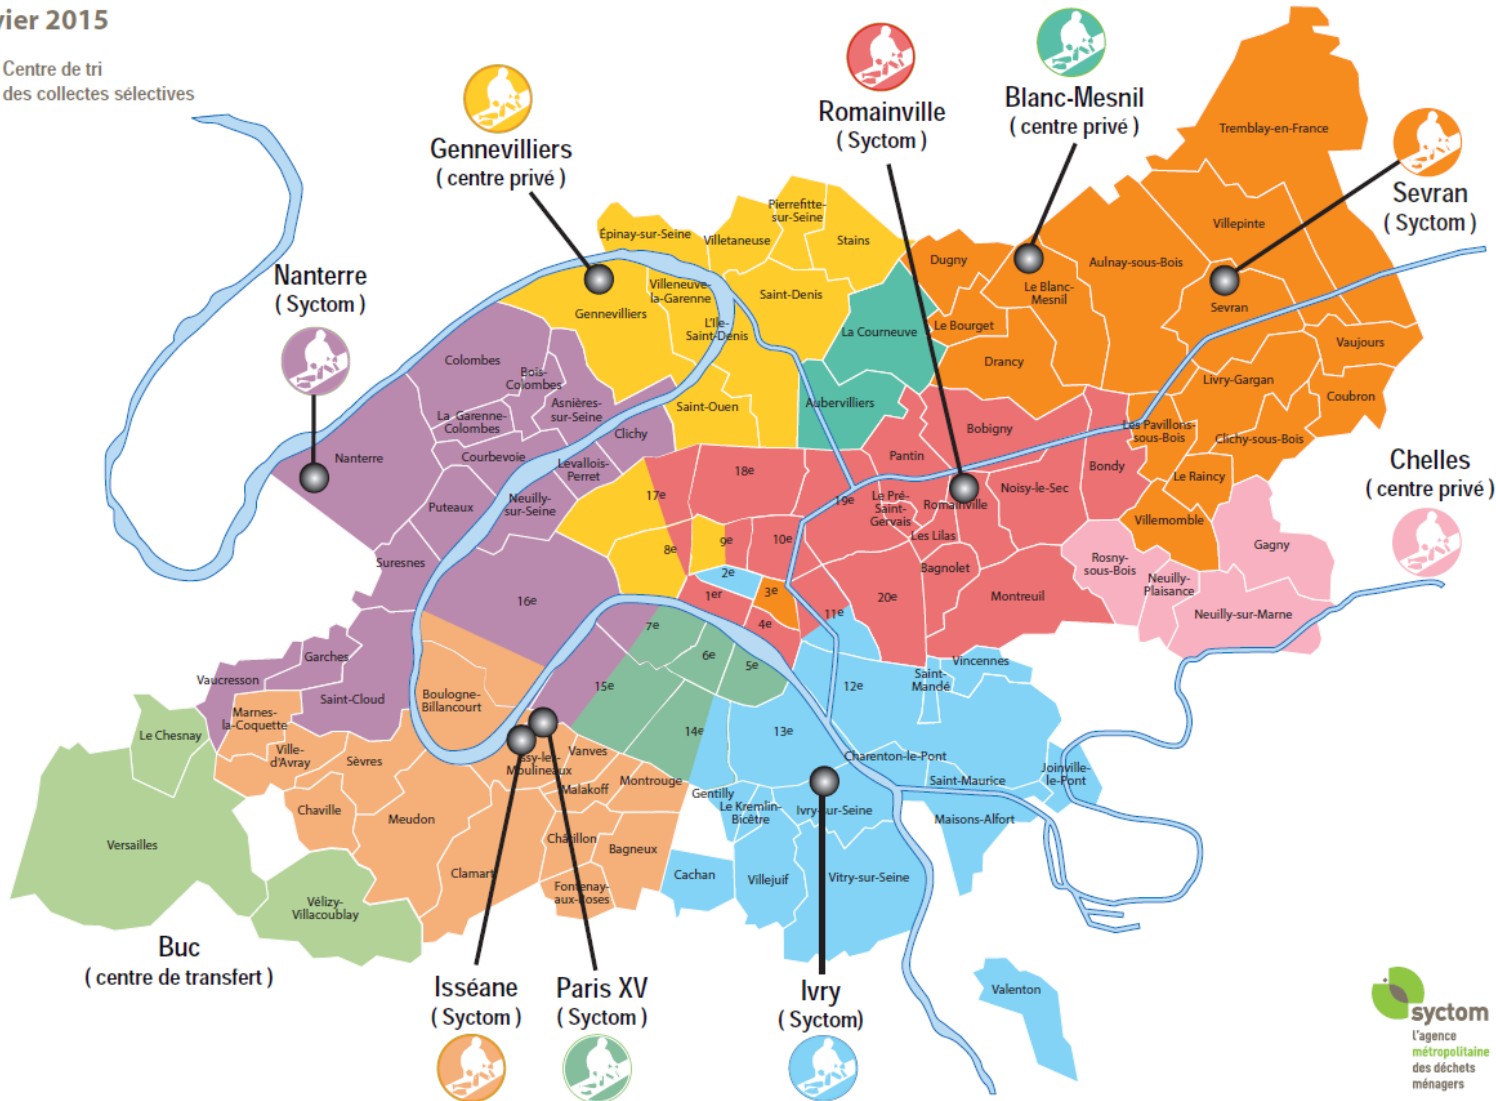 vier 2015
Centre de tri
des collectes sélectives
Gennevilliers
( centre privé )
Romainville
( Syctom )
Blanc-Mesnil
( centre privé )
Sevran
( Syctom )
Nanterre
( Syctom )
Chelles
( centre privé )
Tremblay-en-France
Villepinte
Pierrefitte-
sur-Seine
Épinay-sur-Seine
Villetaneuse
Stains
Dugny
Aulnay-sous-Bois
Le Blanc-
Mesnil
Villeneuve-
la-Garenne
Saint-Denis
Gennevilliers
L'Ile-
Saint-Denis
La Courneuve
Le Bourget
Sevran
Vaujours
Drancy
Colombes
Bois-
Colombes
Livry-Gargan
Coubron
Asnières-
sur-Seine
La Garenne-
Colombes
Saint-Ouen
Aubervilliers
Clichy
Bobigny
Les Pavillons-
sous-Bois
Clichy-sous-Bois
Nanterre
Courbevoie
Levallois-
Perret
Pantin
Bondy
Le Raincy
18e
17e
19e
Le Pré-
Saint-
Gervais
Romainville
Noisy-le-Sec
Puteaux
Neuilly-
sur-Seine
Villemomble
8e
9e
10e
Les Lilas
Gagny
Suresnes
2e
Bagnolet
Rosny-
sous-Bois
Neuilly-
Plaisance
16e
1er
3e
11e
20e
Montreuil
Neuilly-sur-Marne
7e
4e
6e
5e
Garches
Vaucresson
Saint-Cloud
15e
12e
Saint-
Mandé
Vincennes
Boulogne-
Billancourt
Marnes-
la-Coquette
Le Chesnay
Ville-
d'Avray
Sèvres
14e
13e
Issy-les-
Moulineaux
Vanves
Malakoff
Montrouge
Charenton-le-Pont
Saint-Maurice
Joinville-
le-Pont
Gentilly
Le Kremlin-
Bicêtre
Ivry-sur-Seine
Maisons-Alfort
Chaville
Meudon
Versailles
Châtillon
Bagneux
Clamart
Fontenay-
aux-Roses
Cachan
Villejuif
Vitry-sur-Seine
Vélizy-
Villacoublay
Valenton
Buc
( centre de transfert )
Isséane
( Syctom )
Paris XV
( Syctom )
Ivry
( Syctom)
syctom
l'agence
métropolitaine
des déchets
ménagers